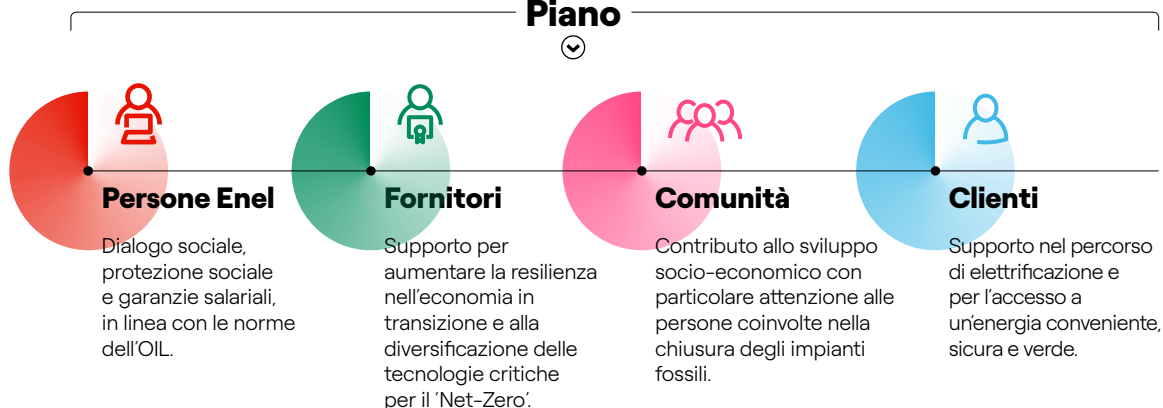 Piano
Persone Enel
Dialogo sociale,
protezione sociale
e garanzie salariali,
in linea con le norme
dell’OIL.
Fornitori
Supporto per
aumentare la resilienza
nell’economia in
transizione e alla
diversificazione delle
tecnologie critiche
per il ‘Net-Zero’.
Comunità
Contributo allo sviluppo
socio-economico con
particolare attenzione alle
persone coinvolte nella
chiusura degli impianti
fossili.
Clienti
Supporto nel percorso
di elettrificazione e
per l’accesso a
un’energia conveniente,
sicura e verde.